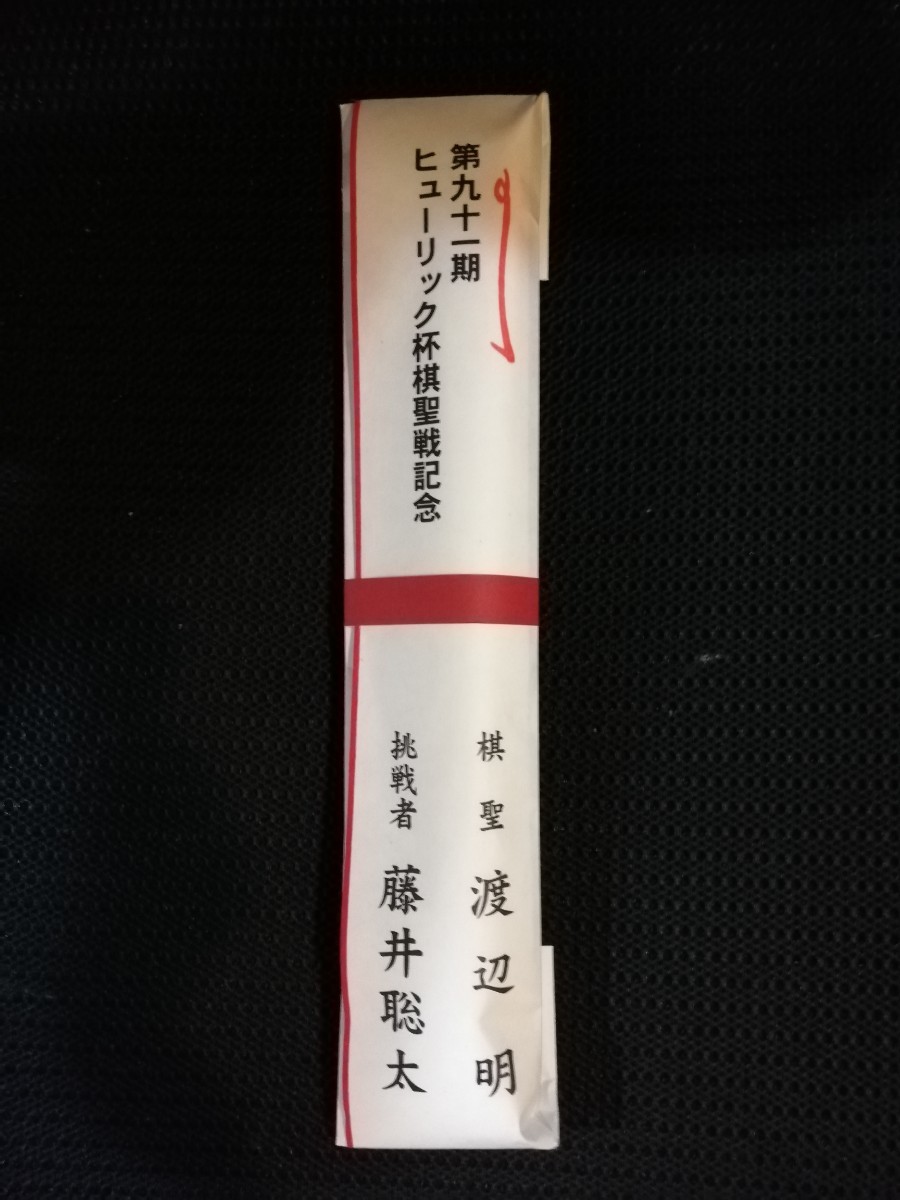 第九十一期
ヒューリック杯棋聖戦記念
棋聖 渡辺明
挑戦者 藤井聡太